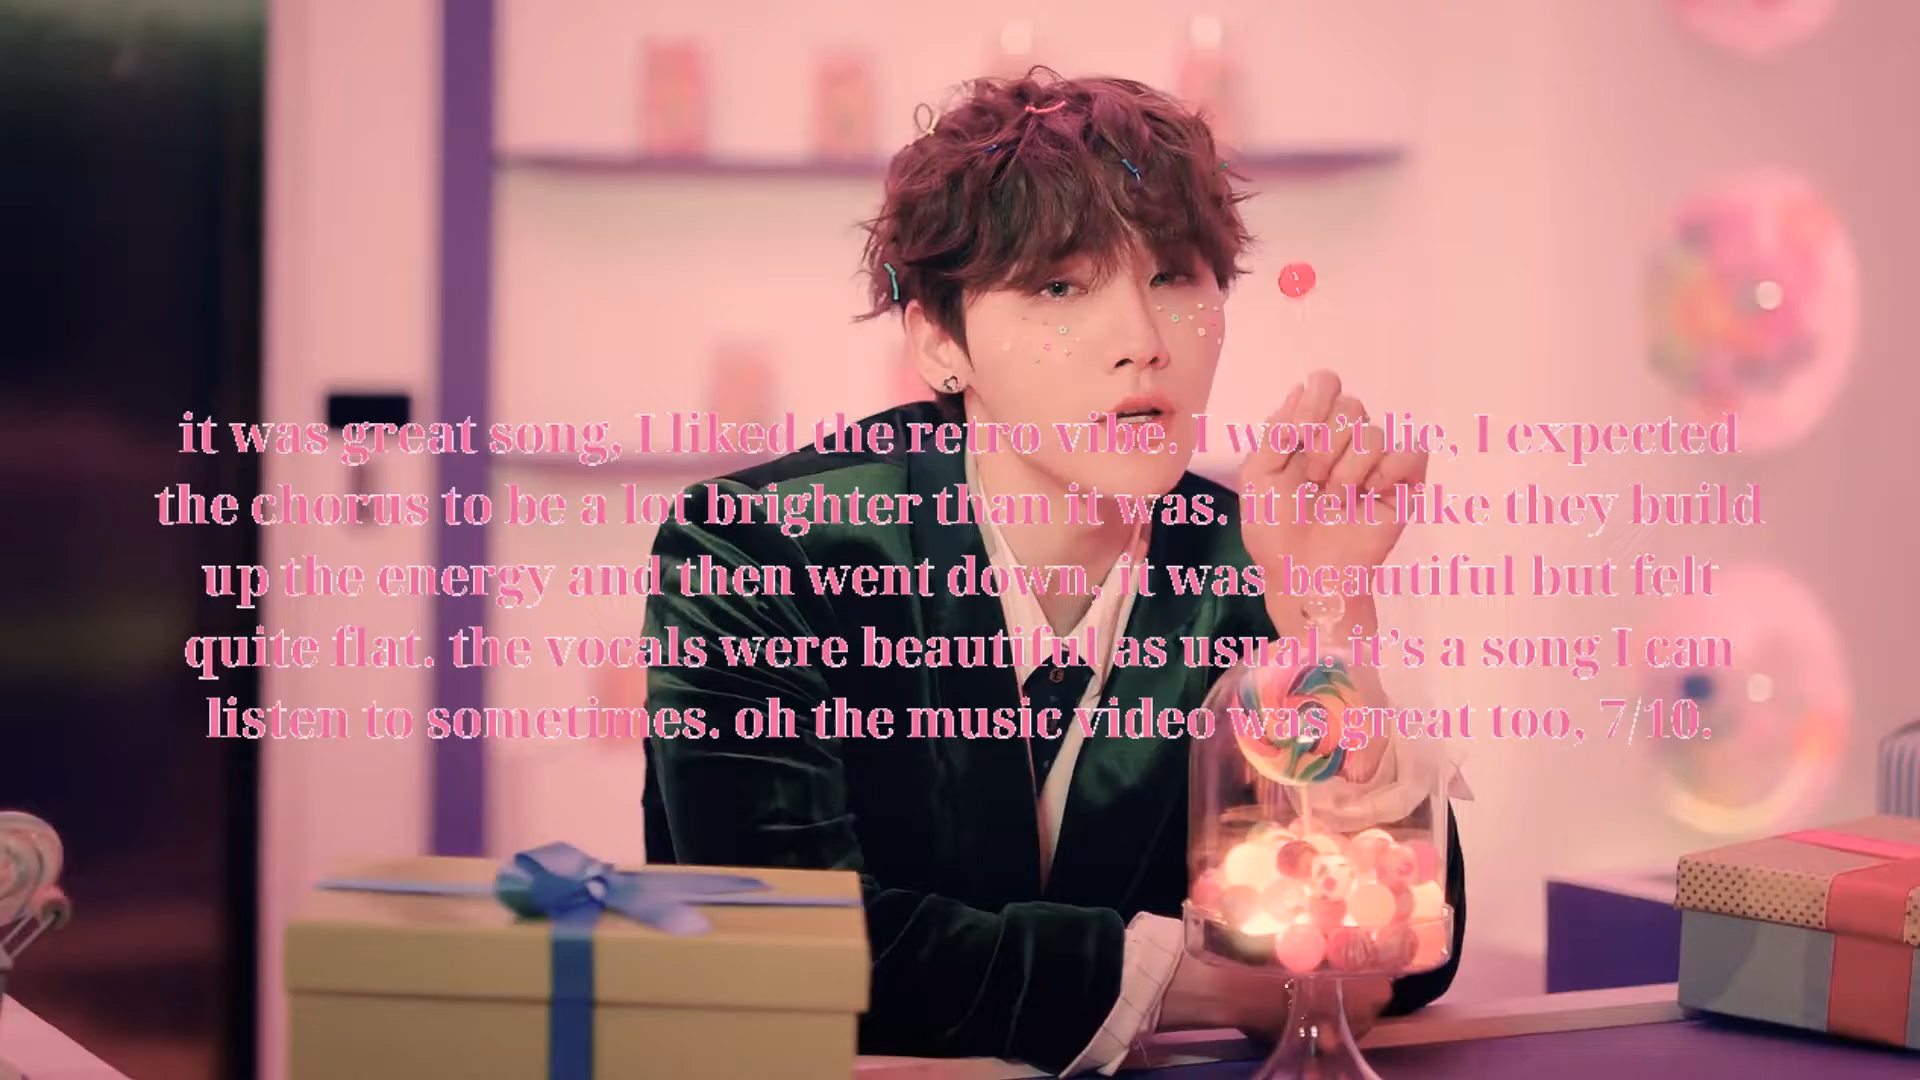 it was great song, I liked the retro vibe. I won't lie, I expected
the chorus to be a lot brighter than it was. it felt like they build
up the energy and then went down, it was beautiful but felt
quite flat. the vocals were beautiful as usual. it's a song I can
listen to sometimes. oh the music video was great too, 7/10.